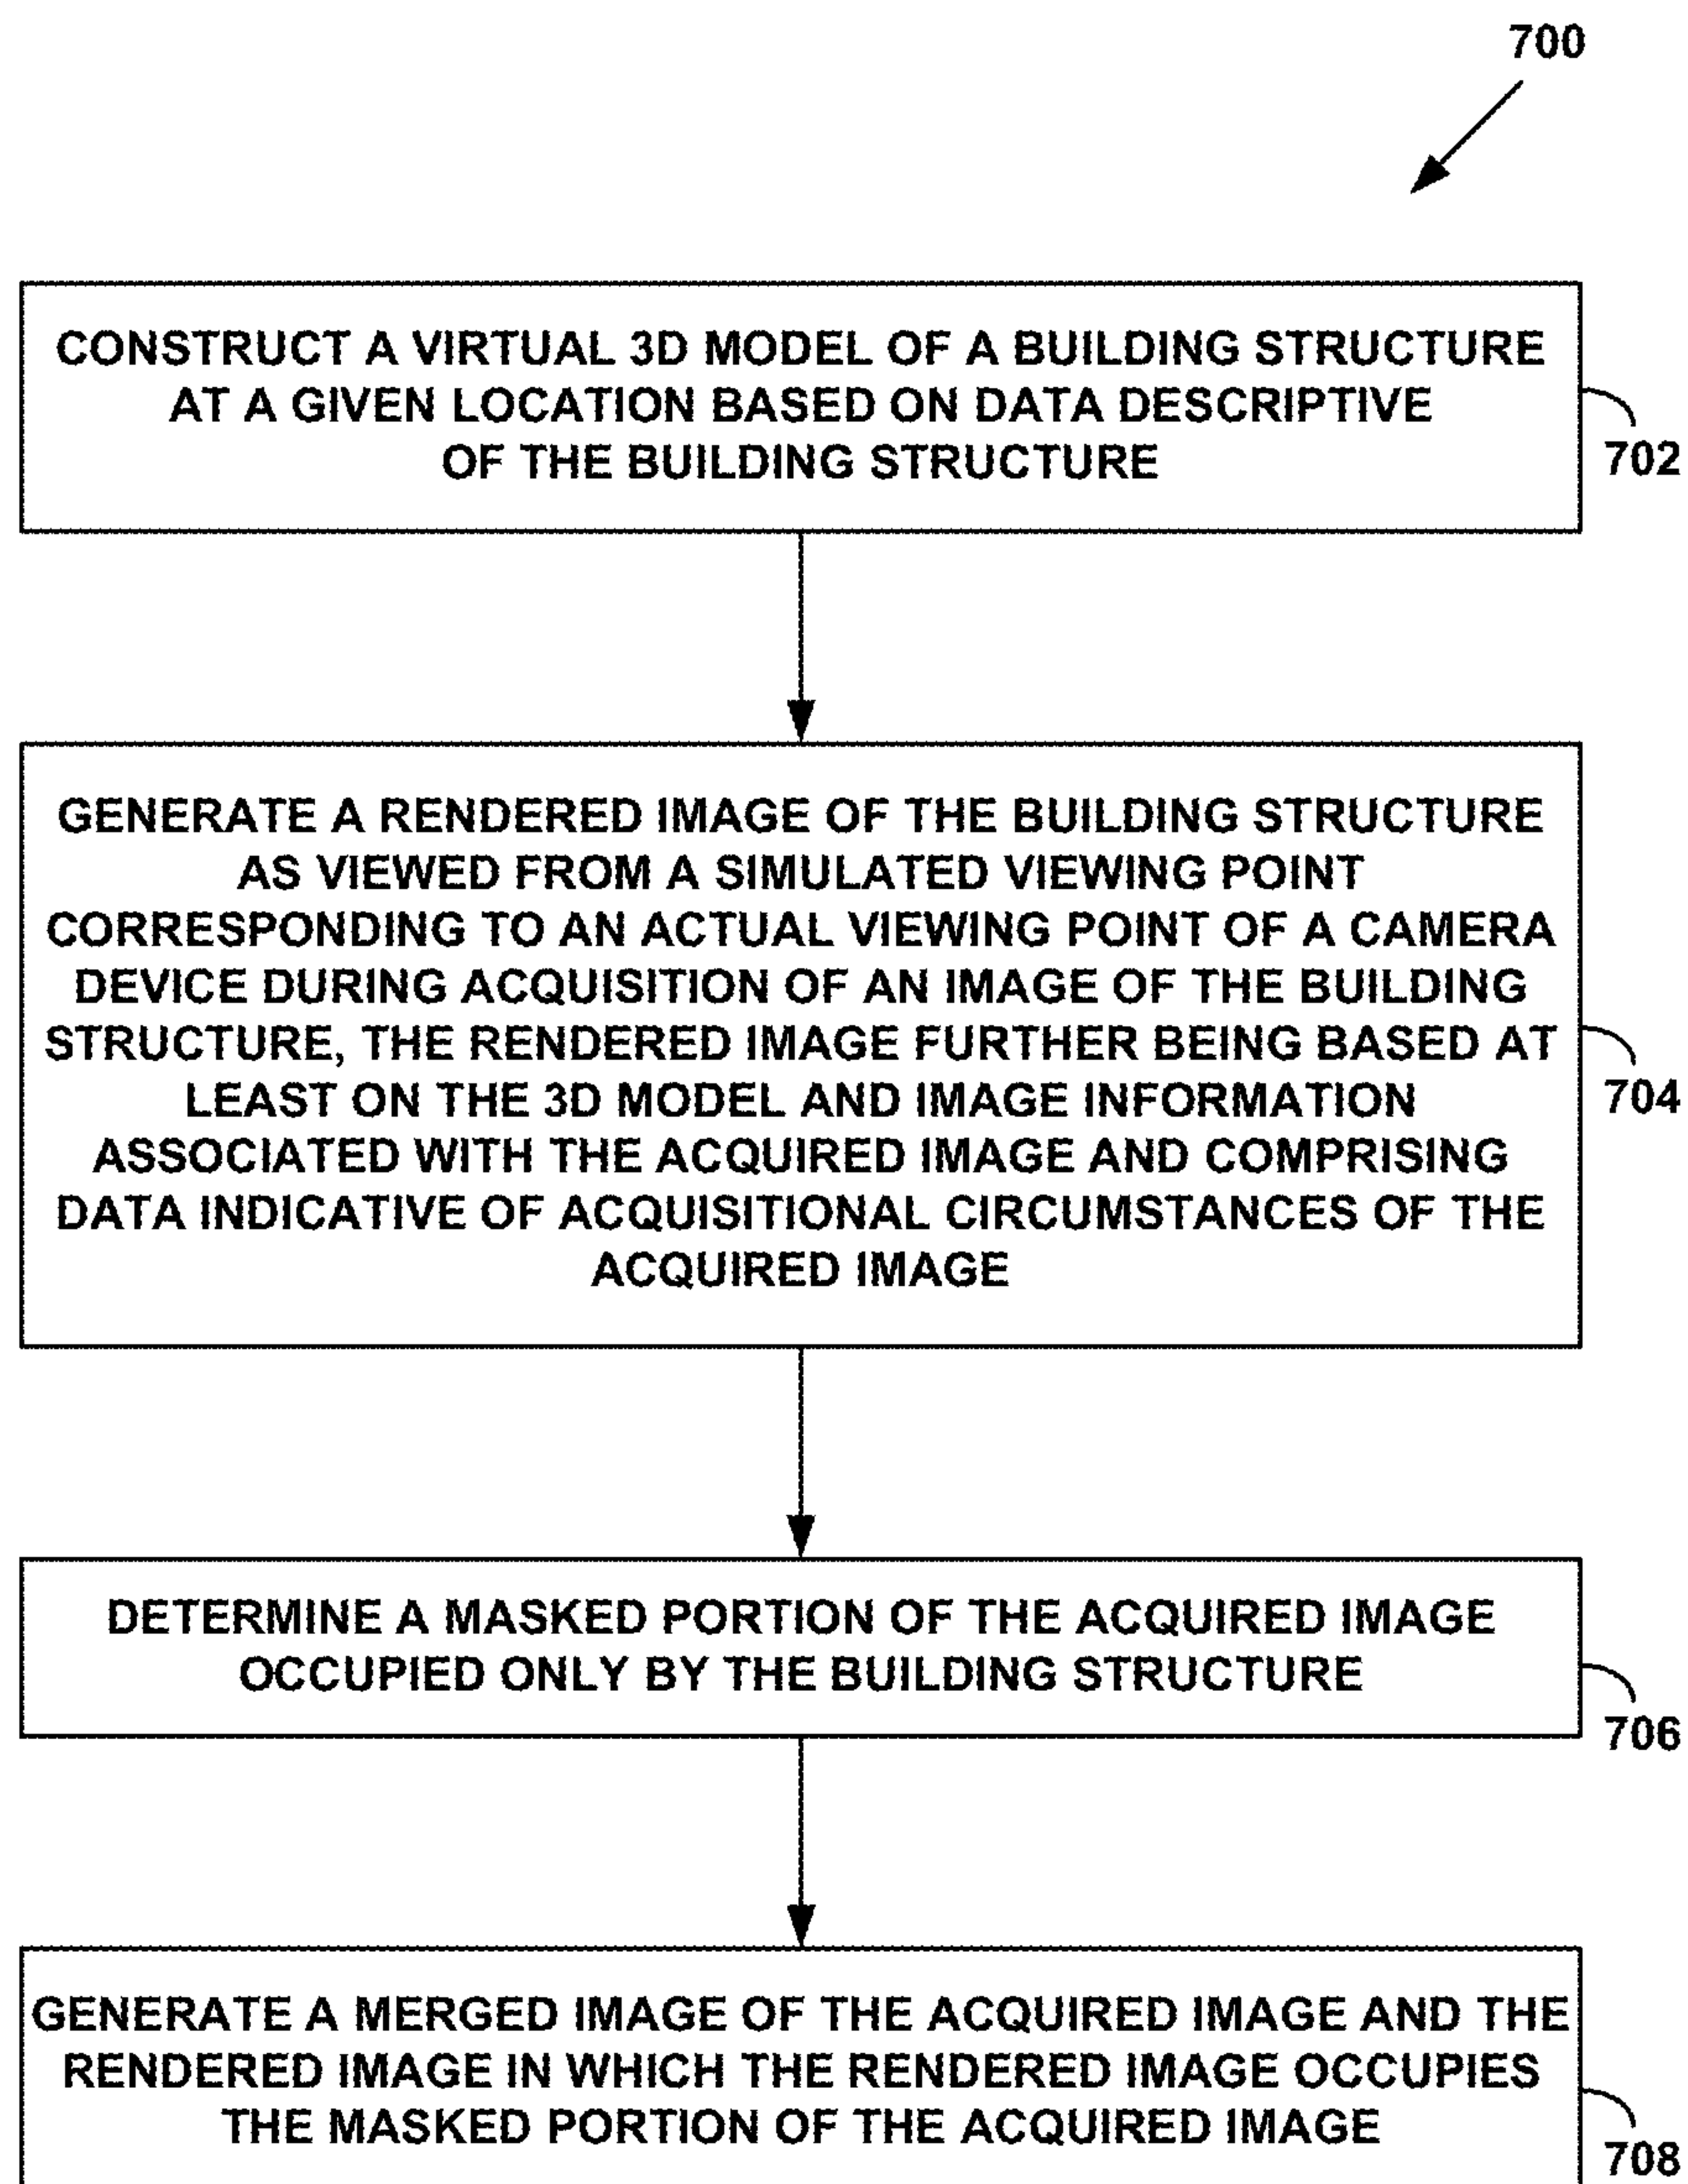 700
CONSTRUCT A VIRTUAL 3D MODEL OF A BUILDING STRUCTURE
AT A GIVEN LOCATION BASED ON DATA DESCRIPTIVE
OF THE BUILDING STRUCTURE
702
GENERATE A RENDERED IMAGE OF THE BUILDING STRUCTURE
AS VIEWED FROM A SIMULATED VIEWING POINT
CORRESPONDING TO AN ACTUAL VIEWING POINT OF A CAMERA
DEVICE DURING ACQUISITION OF AN IMAGE OF THE BUILDING
STRUCTURE, THE RENDERED IMAGE FURTHER BEING BASED AT
LEAST ON THE 3D MODEL AND IMAGE INFORMATION
ASSOCIATED WITH THE ACQUIRED IMAGE AND COMPRISING
DATA INDICATIVE OF ACQUISITIONAL CIRCUMSTANCES OF THE
ACQUIRED IMAGE
704
DETERMINE A MASKED PORTION OF THE ACQUIRED IMAGE
OCCUPIED ONLY BY THE BUILDING STRUCTURE
706
GENERATE A MERGED IMAGE OF THE ACQUIRED IMAGE AND THE
RENDERED IMAGE IN WHICH THE RENDERED IMAGE OCCUPIES
THE MASKED PORTION OF THE ACQUIRED IMAGE
708